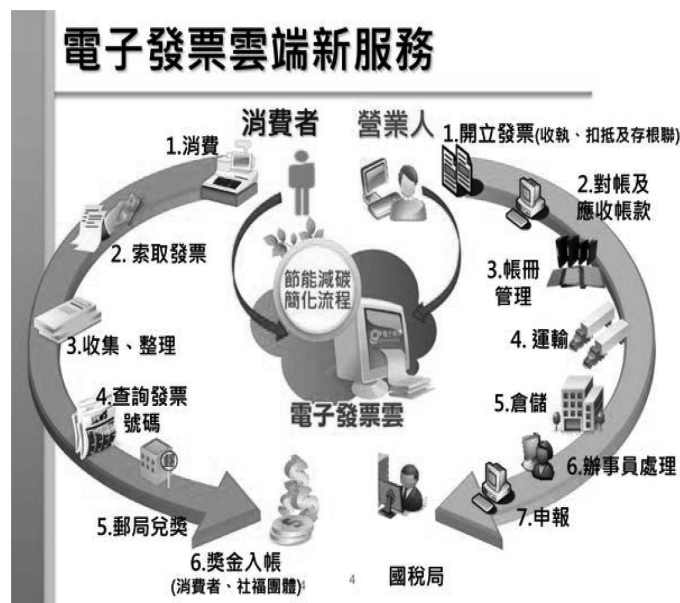 電子發票雲端新服務
消費者
營業人
1.消費
2. 索取發票
3.收集、整理
4.查詢發票
號碼
5.郵局兌獎
6.獎金入帳
(消費者、社福團體)
節能減碳
簡化流程
電子發票雲
1.開立發票(收執、扣抵及存根聯)
2.對帳及
應收帳款
3.帳冊
管理
4.運輸
5.倉儲
6.辦事員處理
7.申報
國稅局
4
4